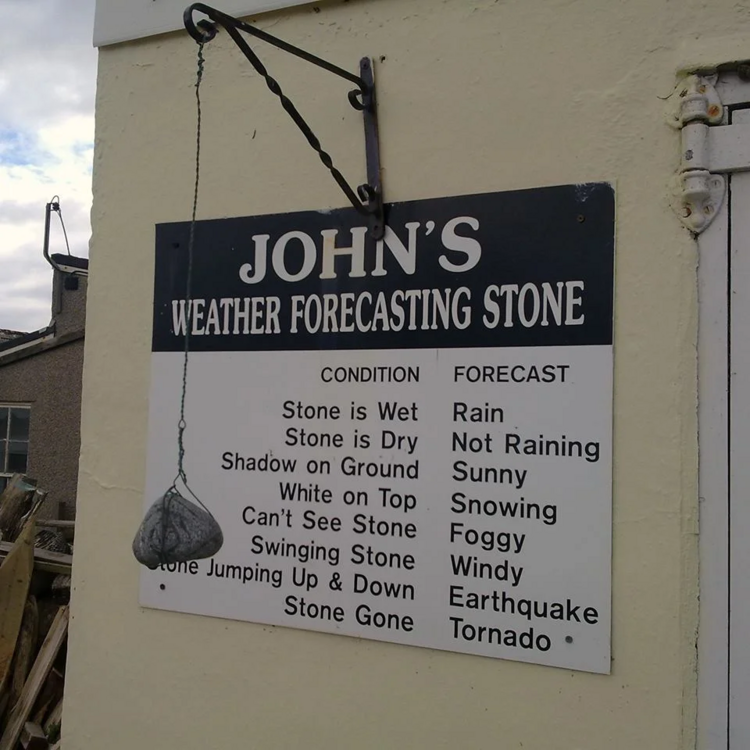 JOHN'S
WEATHER FORECASTING STONE
CONDITION FORECAST
Stone is Wet Rain
Stone is Dry Not Raining
Shadow on Ground Sunny
White on Top Snowing
Can't See Stone Foggy
Swinging Stone Windy
Stone Jumping Up & Down Earthquake
Stone Gone Tornado